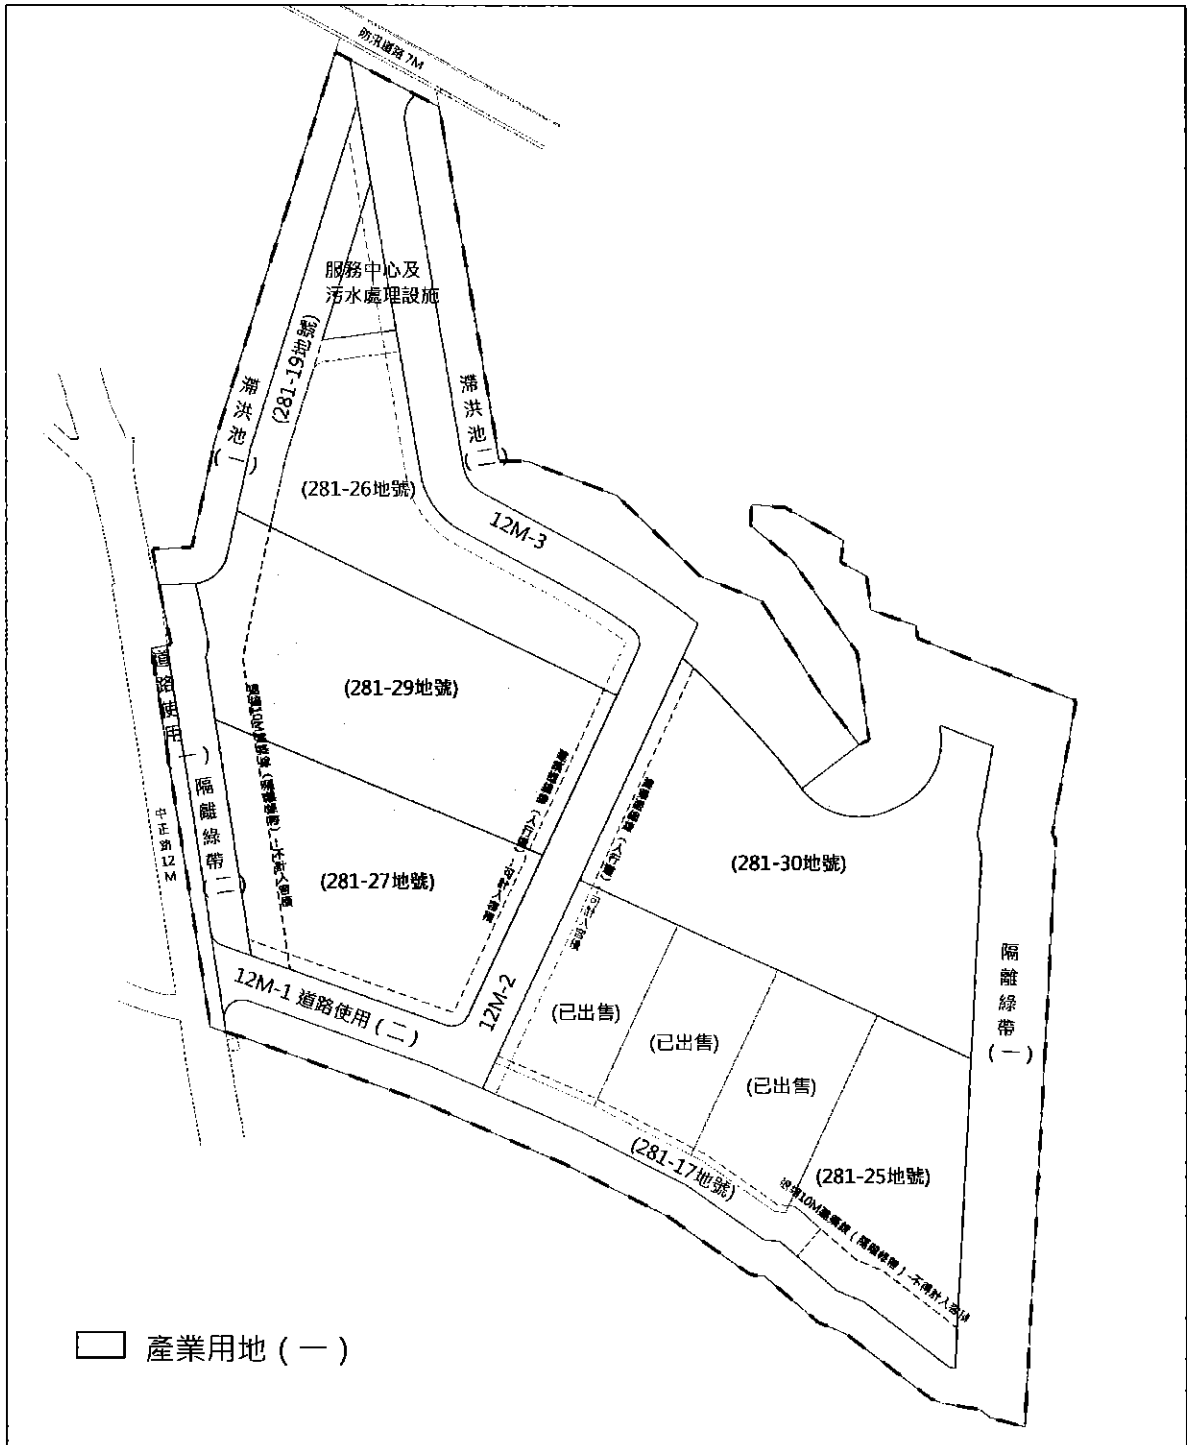 防汛道路 7M
服務中心及
污水處理設施
(281-19地號)
滯洪池(一)
滯洪池(二)
(281-26地號)
12M-3
(281-29地號)
道路使用(一)
隔離綠帶(二)
中正路12M
(281-27地號)
(281-30地號)
12M-1 道路使用(二)
12M-2
(已出售)
(已出售)
(已出售)
隔離綠帶(一)
(281-17地號)
(281-25地號)
產業用地(一)